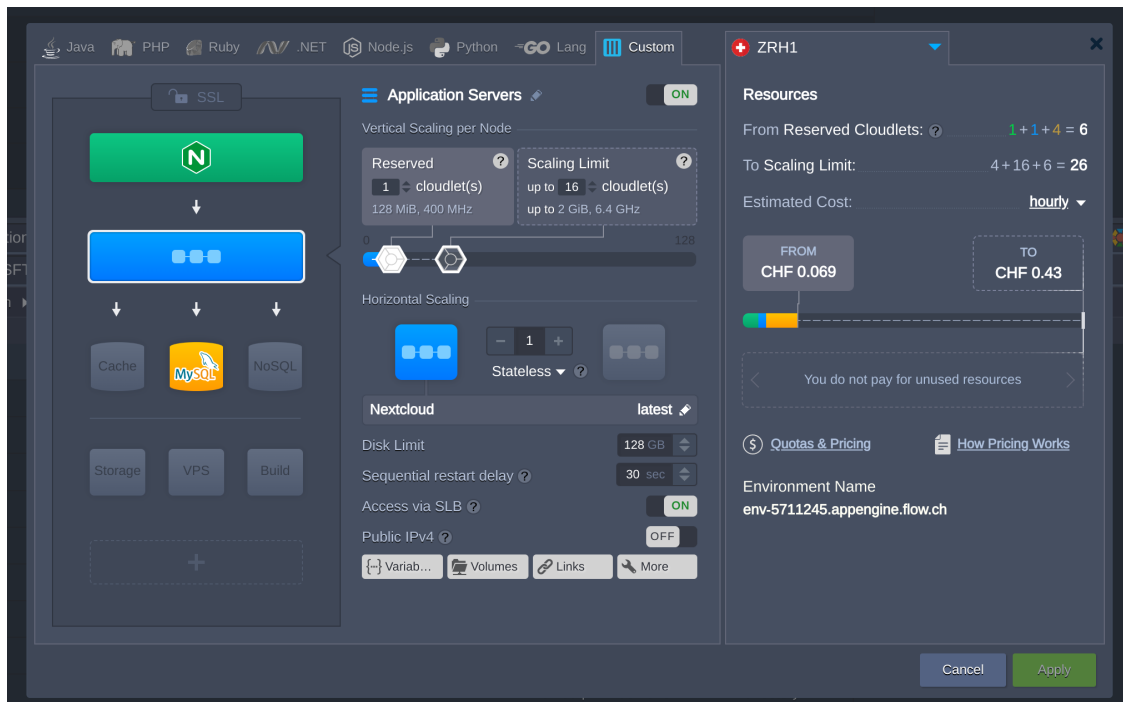 Java
PHP
Ruby
.NET
Node.js
Python
GO Lang
Custom
SSL
N
Cache
MySQL
NoSQL
Storage
VPS
Build
+
Application Servers
ON
Vertical Scaling per Node
Reserved ?
1 cloudlet(s)
128 MiB, 400 MHz
Scaling Limit ?
up to 16 cloudlet(s)
up to 2 GiB, 6.4 GHz
0 128
Horizontal Scaling
− 1 +
Stateless ?
Nextcloud latest
Disk Limit 128 GB
Sequential restart delay ? 30 sec
Access via SLB ? ON
Public IPv4 ? OFF
Variab...
Volumes
Links
More
ZRH1
Resources
From Reserved Cloudlets: ? 1+1+4 = 6
To Scaling Limit: 4+16+6 = 26
Estimated Cost: hourly
FROM
CHF 0.069
TO
CHF 0.43
You do not pay for unused resources
$ Quotas & Pricing
How Pricing Works
Environment Name
env-5711245.appengine.flow.ch
Cancel
Apply